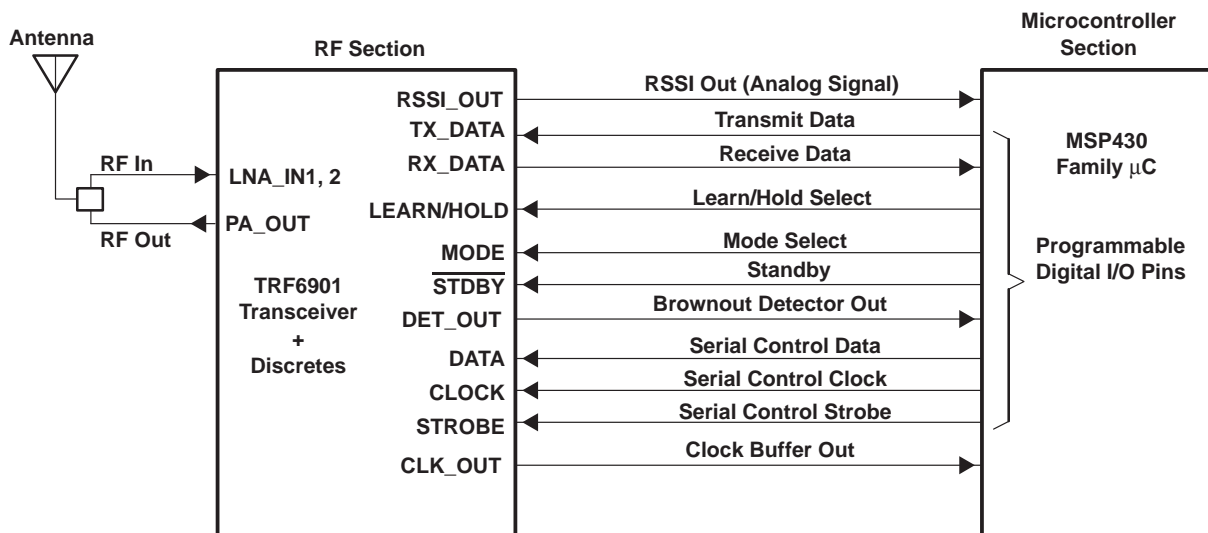 Antenna
RF Section
Microcontroller
Section
RSSI_OUT
RSSI Out (Analog Signal)
TX_DATA
Transmit Data
RX_DATA
Receive Data
MSP430
Family μC
RF In
LNA_IN1, 2
LEARN/HOLD
Learn/Hold Select
PA_OUT
RF Out
MODE
Mode Select
Programmable
Digital I/O Pins
STDBY
Standby
TRF6901
Transceiver
+
Discretes
DET_OUT
Brownout Detector Out
DATA
Serial Control Data
CLOCK
Serial Control Clock
STROBE
Serial Control Strobe
CLK_OUT
Clock Buffer Out